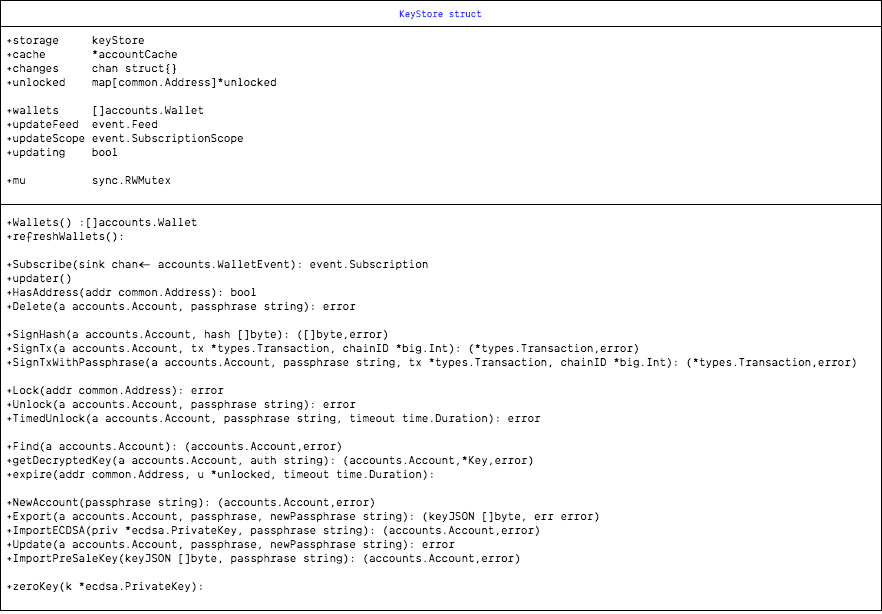 KeyStore struct
+storage keyStore
+cache *accountCache
+changes chan struct{}
+unlocked map[common.Address]*unlocked
+wallets []accounts.Wallet
+updateFeed event.Feed
+updateScope event.SubscriptionScope
+updating bool
+mu sync.RWMutex
+Wallets() :[]accounts.Wallet
+refreshWallets():
+Subscribe(sink chan<- accounts.WalletEvent): event.Subscription
+updater()
+HasAddress(addr common.Address): bool
+Delete(a accounts.Account, passphrase string): error
+SignHash(a accounts.Account, hash []byte): ([]byte,error)
+SignTx(a accounts.Account, tx *types.Transaction, chainID *big.Int): (*types.Transaction,error)
+SignTxWithPassphrase(a accounts.Account, passphrase string, tx *types.Transaction, chainID *big.Int): (*types.Transaction,error)
+Lock(addr common.Address): error
+Unlock(a accounts.Account, passphrase string): error
+TimedUnlock(a accounts.Account, passphrase string, timeout time.Duration): error
+Find(a accounts.Account): (accounts.Account,error)
+getDecryptedKey(a accounts.Account, auth string): (accounts.Account,*Key,error)
+expire(addr common.Address, u *unlocked, timeout time.Duration):
+NewAccount(passphrase string): (accounts.Account,error)
+Export(a accounts.Account, passphrase, newPassphrase string): (keyJSON []byte, err error)
+ImportECDSA(priv *ecdsa.PrivateKey, passphrase string): (accounts.Account,error)
+Update(a accounts.Account, passphrase, newPassphrase string): error
+ImportPreSaleKey(keyJSON []byte, passphrase string): (accounts.Account,error)
+zeroKey(k *ecdsa.PrivateKey):